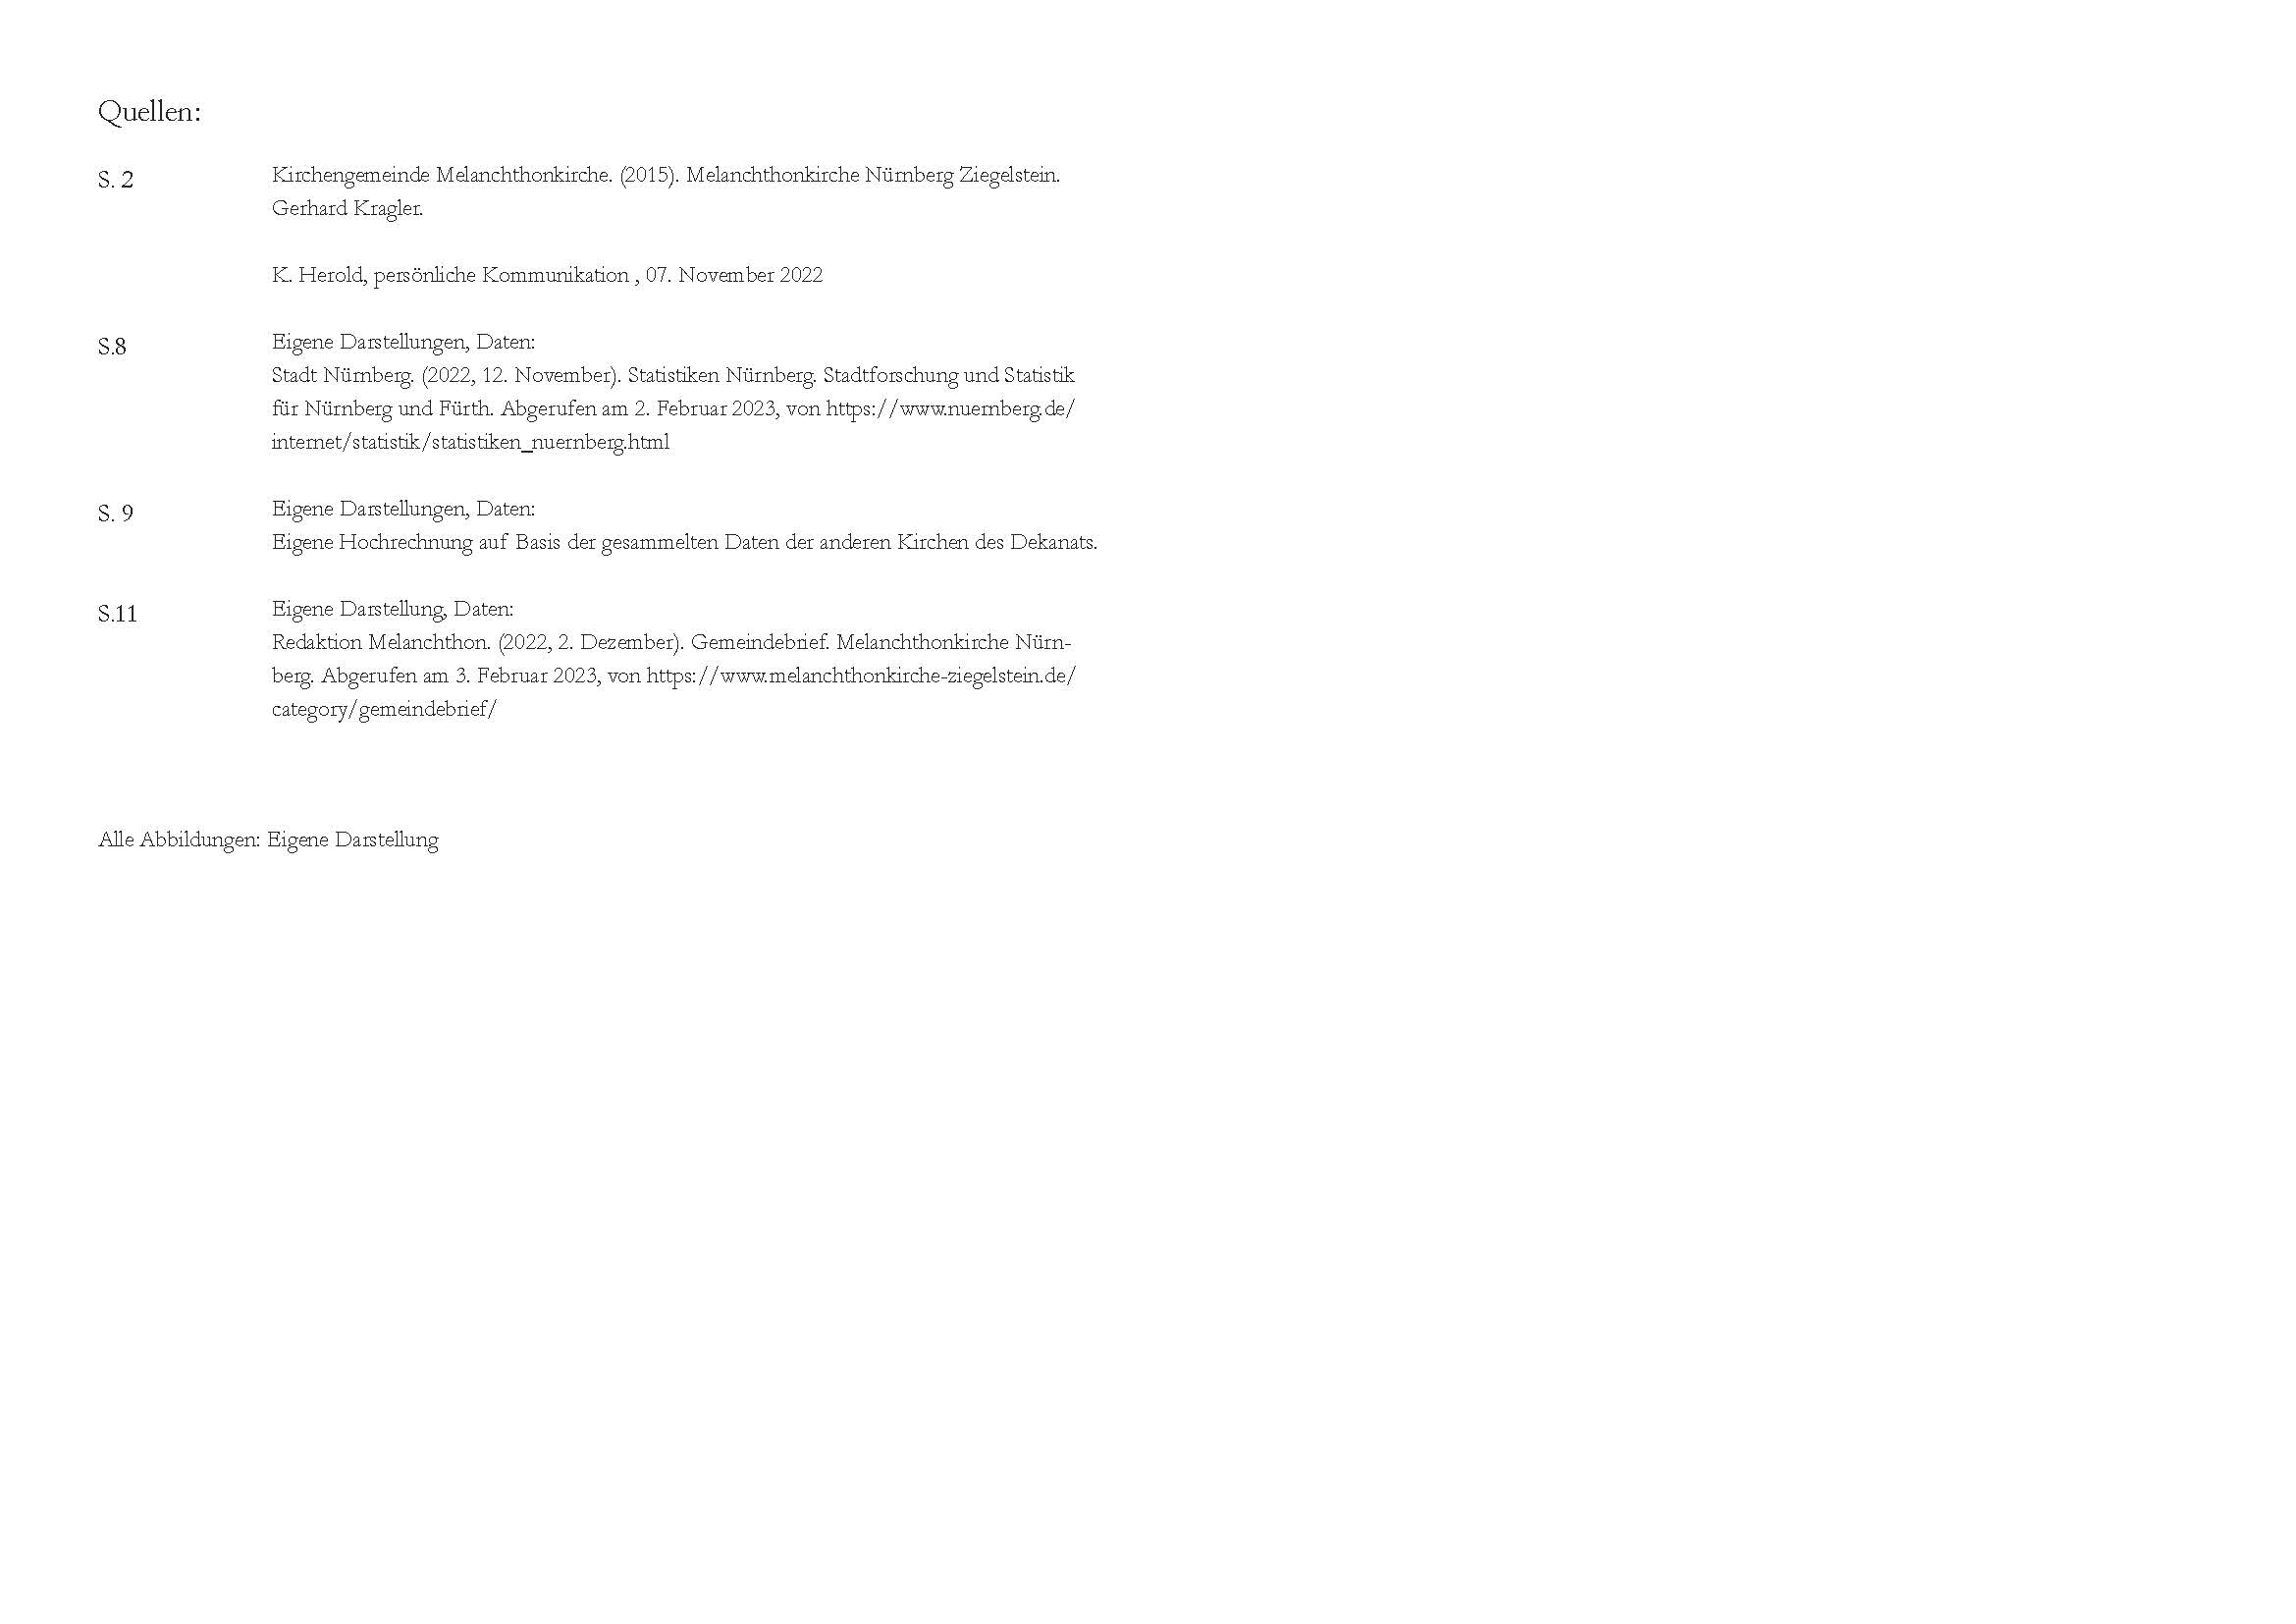 Quellen:
S. 2 Kirchengemeinde Melanchthonkirche. (2015). Melanchthonkirche Nürnberg Ziegelstein.
Gerhard Kragler.
K. Herold, persönliche Kommunikation , 07. November 2022
S.8 Eigene Darstellungen, Daten:
Stadt Nürnberg. (2022, 12. November). Statistiken Nürnberg. Stadtforschung und Statistik
für Nürnberg und Fürth. Abgerufen am 2. Februar 2023, von https://www.nuernberg.de/
internet/statistik/statistiken_nuernberg.html
S. 9 Eigene Darstellungen, Daten:
Eigene Hochrechnung auf Basis der gesammelten Daten der anderen Kirchen des Dekanats.
S.11 Eigene Darstellung, Daten:
Redaktion Melanchthon. (2022, 2. Dezember). Gemeindebrief. Melanchthonkirche Nürn-
berg. Abgerufen am 3. Februar 2023, von https://www.melanchthonkirche-ziegelstein.de/
category/gemeindebrief/
Alle Abbildungen: Eigene Darstellung